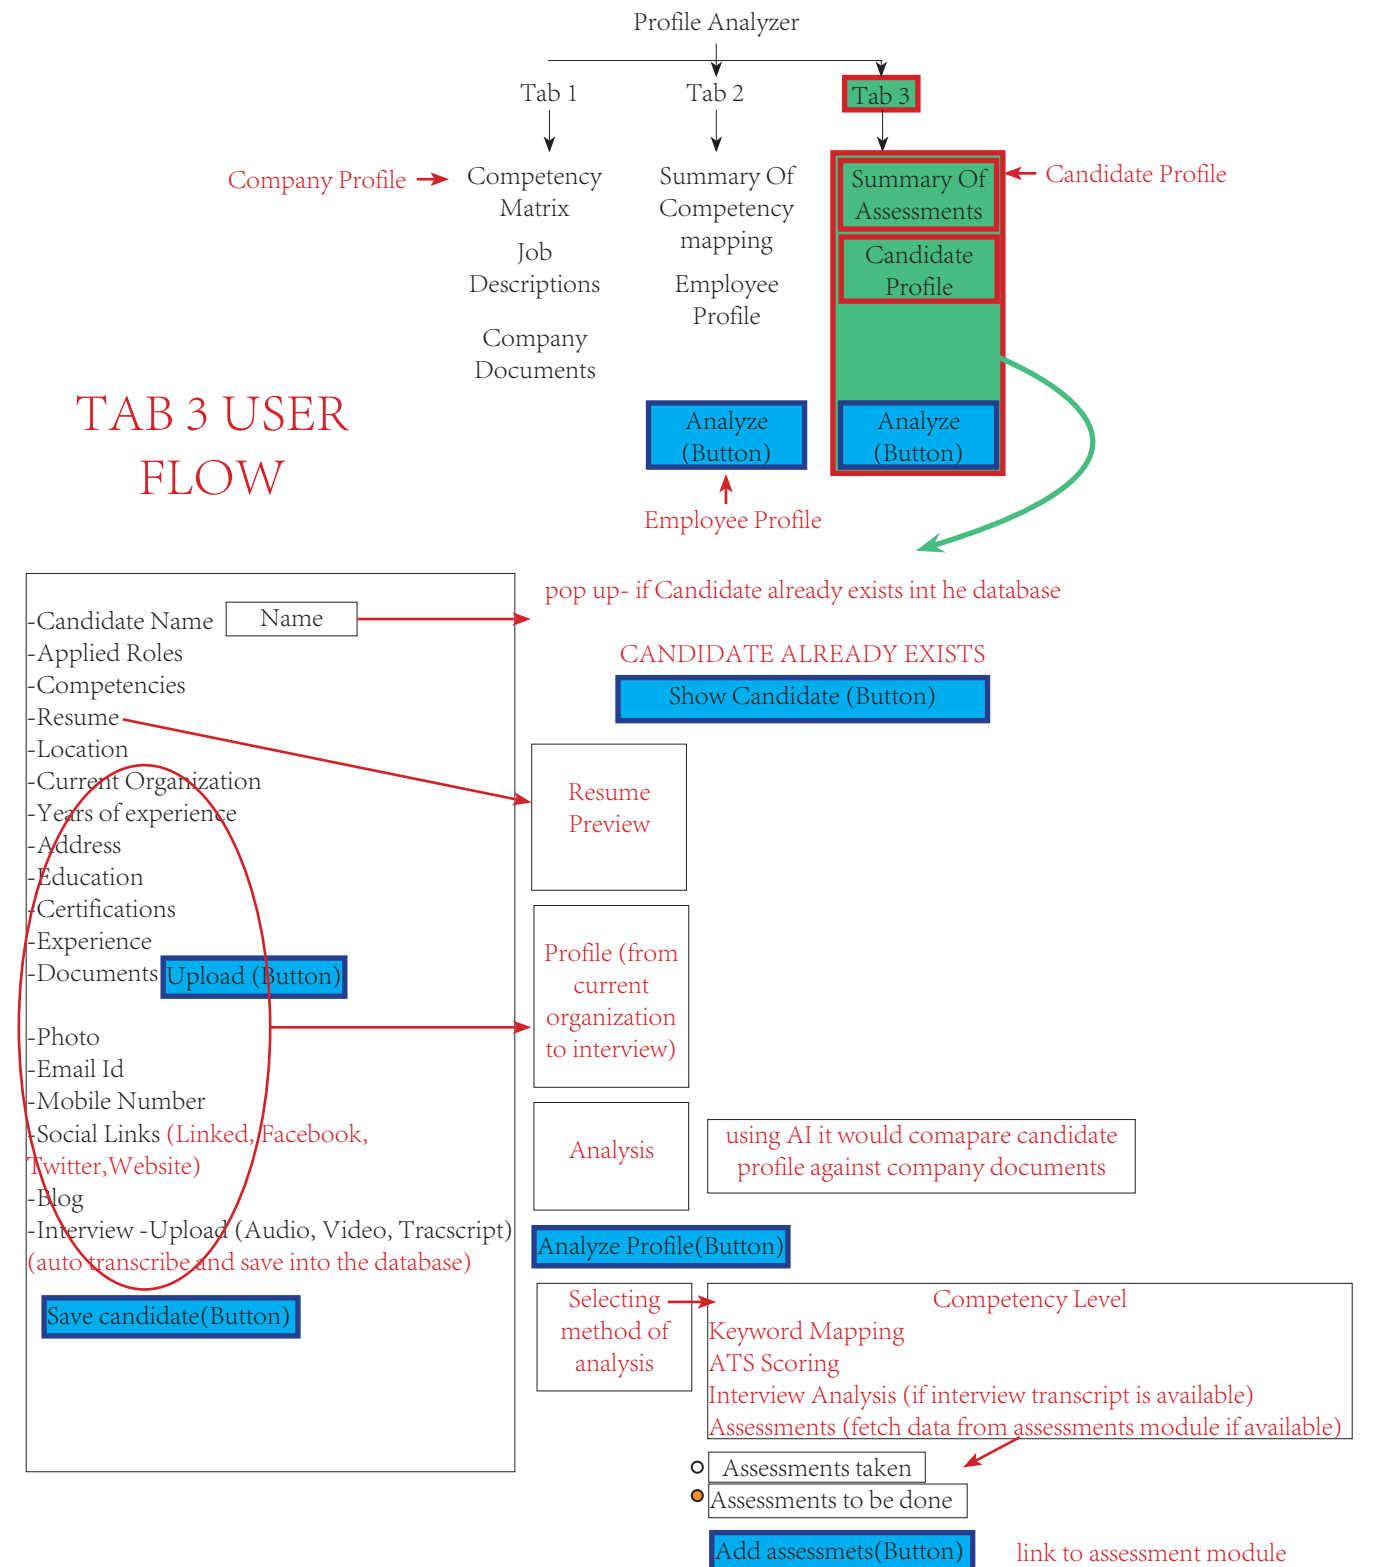 Profile Analyzer
Tab 1
Tab 2
Tab 3
Company Profile
Competency
Matrix
Job
Descriptions
Company
Documents
Summary Of
Competency
mapping
Employee
Profile
Analyze
(Button)
Employee Profile
Summary Of
Assessments
Candidate
Profile
Analyze
(Button)
Candidate Profile
TAB 3 USER
FLOW
-Candidate Name
Name
-Applied Roles
-Competencies
-Resume
-Location
-Current Organization
-Years of experience
-Address
-Education
-Certifications
-Experience
-Documents
Upload (Button)
-Photo
-Email Id
-Mobile Number
-Social Links (Linked, Facebook,
Twitter,Website)
-Blog
-Interview -Upload (Audio, Video, Tracscript)
(auto transcribe and save into the database)
Save candidate(Button)
pop up- if Candidate already exists int he database
CANDIDATE ALREADY EXISTS
Show Candidate (Button)
Resume
Preview
Profile (from
current
organization
to interview)
Analysis
using AI it would comapare candidate
profile against company documents
Analyze Profile(Button)
Selecting
method of
analysis
Competency Level
Keyword Mapping
ATS Scoring
Interview Analysis (if interview transcript is available)
Assessments (fetch data from assessments module if available)
Assessments taken
Assessments to be done
Add assessmets(Button)
link to assessment module